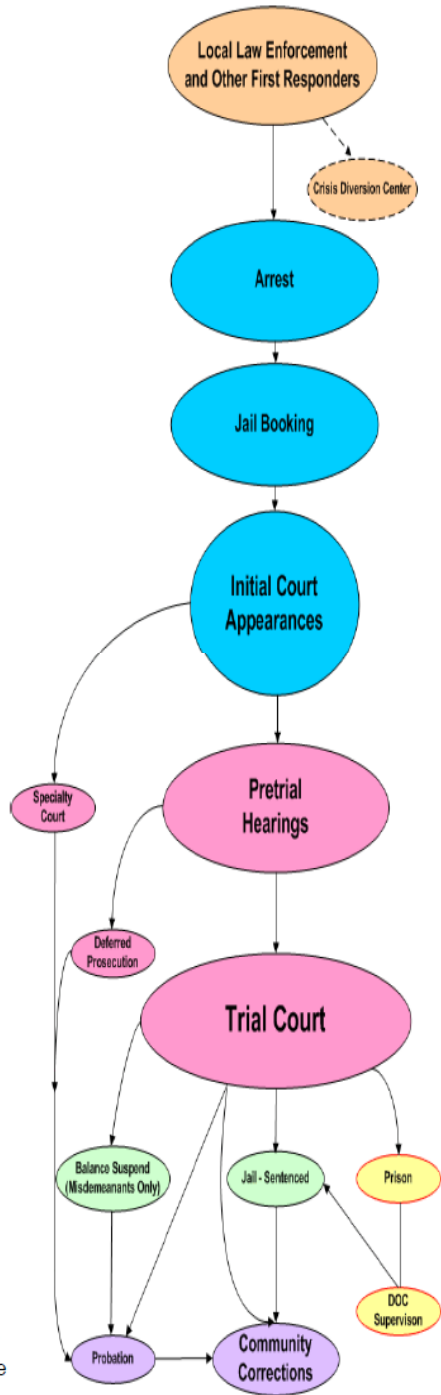 Local Law Enforcement
and Other First Responders
Crisis Diversion Center
Arrest
Jail Booking
Initial Court
Appearances
Specialty
Court
Pretrial
Hearings
Deferred
Prosecution
Trial Court
Balance Suspend
(Misdemeanants Only)
Jail - Sentenced
Prison
DOC
Supervison
Probation
Community
Corrections
e